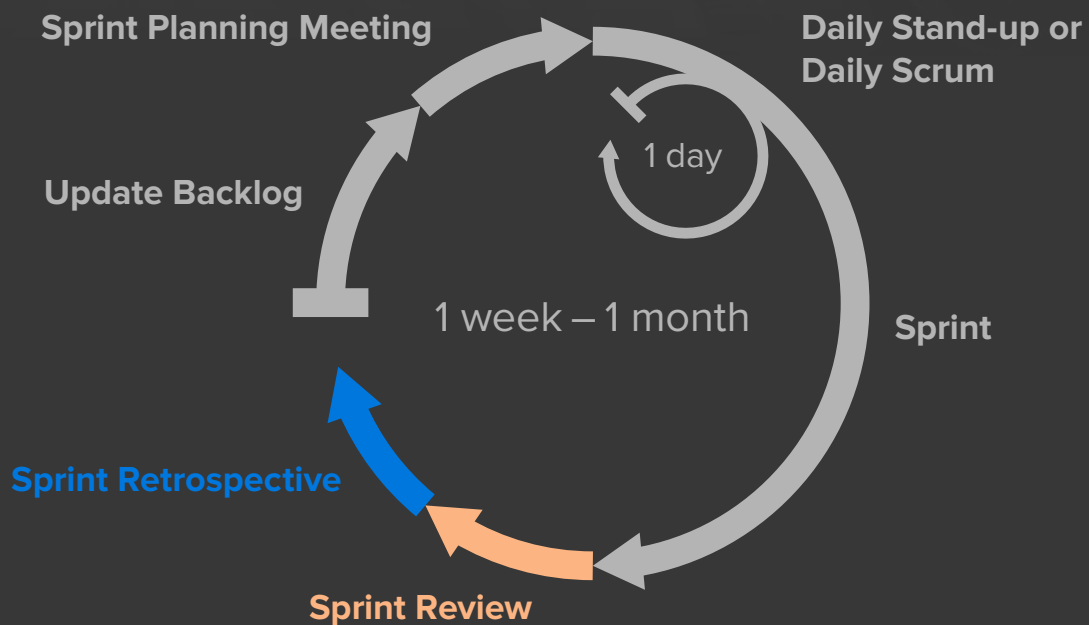 Sprint Planning Meeting
Daily Stand-up or
Daily Scrum
1 day
Update Backlog
1 week – 1 month
Sprint
Sprint Retrospective
Sprint Review